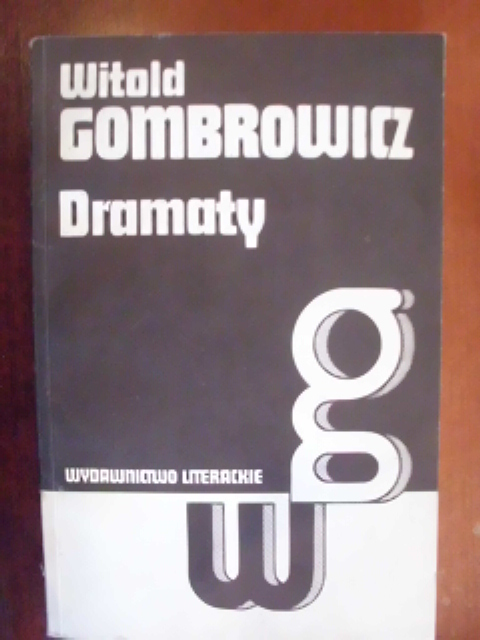 Witold
GOMBROWICZ
Dramaty
WYDAWNICTWO LITERACKIE
g
w